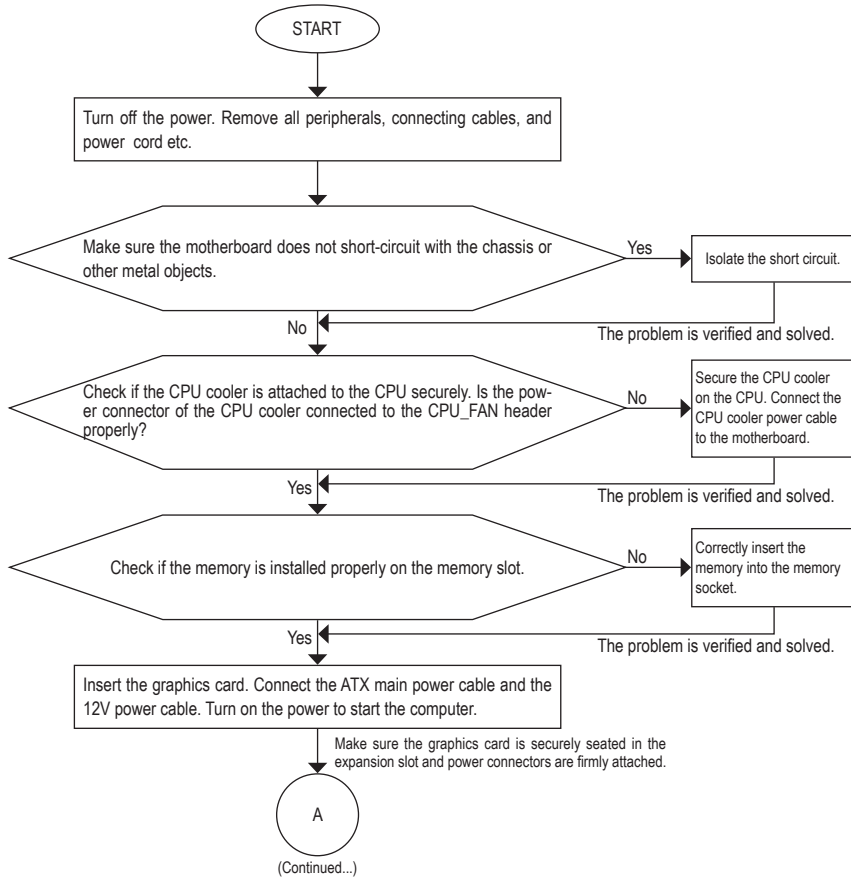 START
Turn off the power. Remove all peripherals, connecting cables, and
power cord etc.
Make sure the motherboard does not short-circuit with the chassis or
other metal objects.
Yes
Isolate the short circuit.
No
The problem is verified and solved.
Check if the CPU cooler is attached to the CPU securely. Is the pow-
er connector of the CPU cooler connected to the CPU_FAN header
properly?
No
Secure the CPU cooler
on the CPU. Connect the
CPU cooler power cable
to the motherboard.
Yes
The problem is verified and solved.
Check if the memory is installed properly on the memory slot.
No
Correctly insert the
memory into the memory
socket.
Yes
The problem is verified and solved.
Insert the graphics card. Connect the ATX main power cable and the
12V power cable. Turn on the power to start the computer.
Make sure the graphics card is securely seated in the
expansion slot and power connectors are firmly attached.
A
(Continued...)